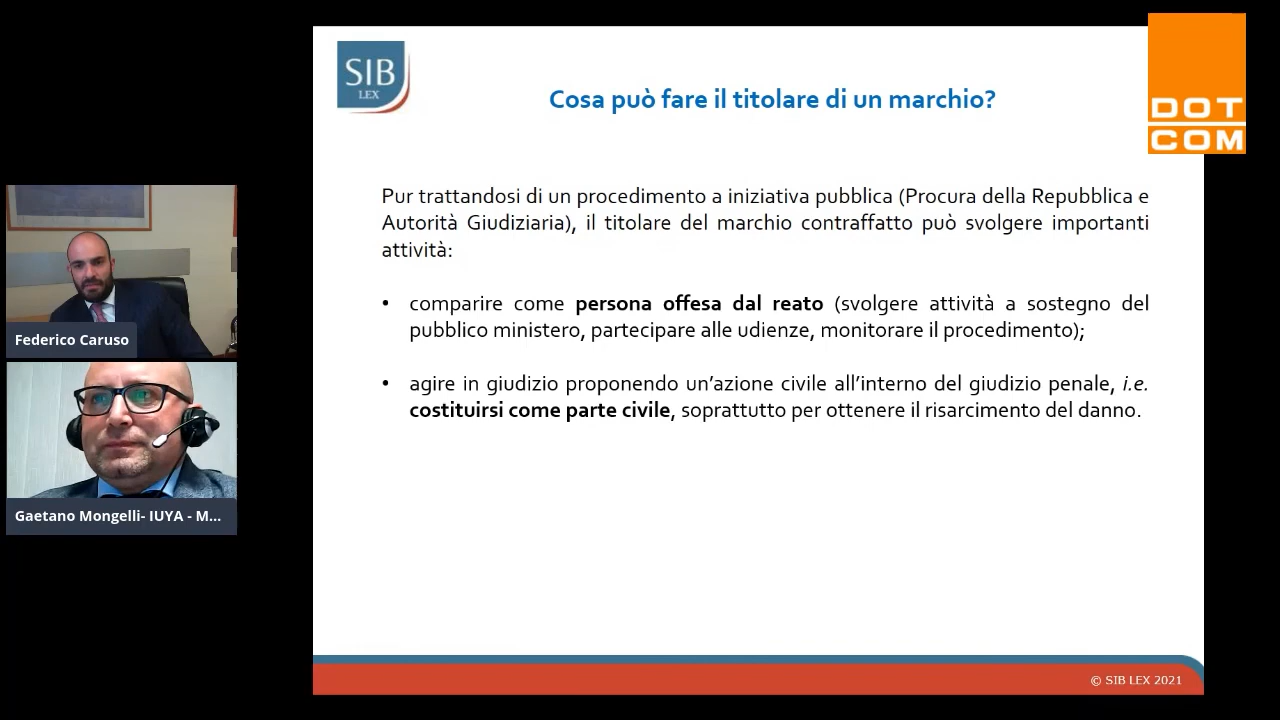 SIB
LEX
Cosa può fare il titolare di un marchio?
DOT
COM
Pur trattandosi di un procedimento a iniziativa pubblica (Procura della Repubblica e
Autorità Giudiziaria), il titolare del marchio contraffatto può svolgere importanti
attività:
• comparire come persona offesa dal reato (svolgere attività a sostegno del
pubblico ministero, partecipare alle udienze, monitorare il procedimento);
• agire in giudizio proponendo un’azione civile all’interno del giudizio penale, i.e.
costituirsi come parte civile, soprattutto per ottenere il risarcimento del danno.
Federico Caruso
Gaetano Mongelli- IUYA - M...
© SIB LEX 2021